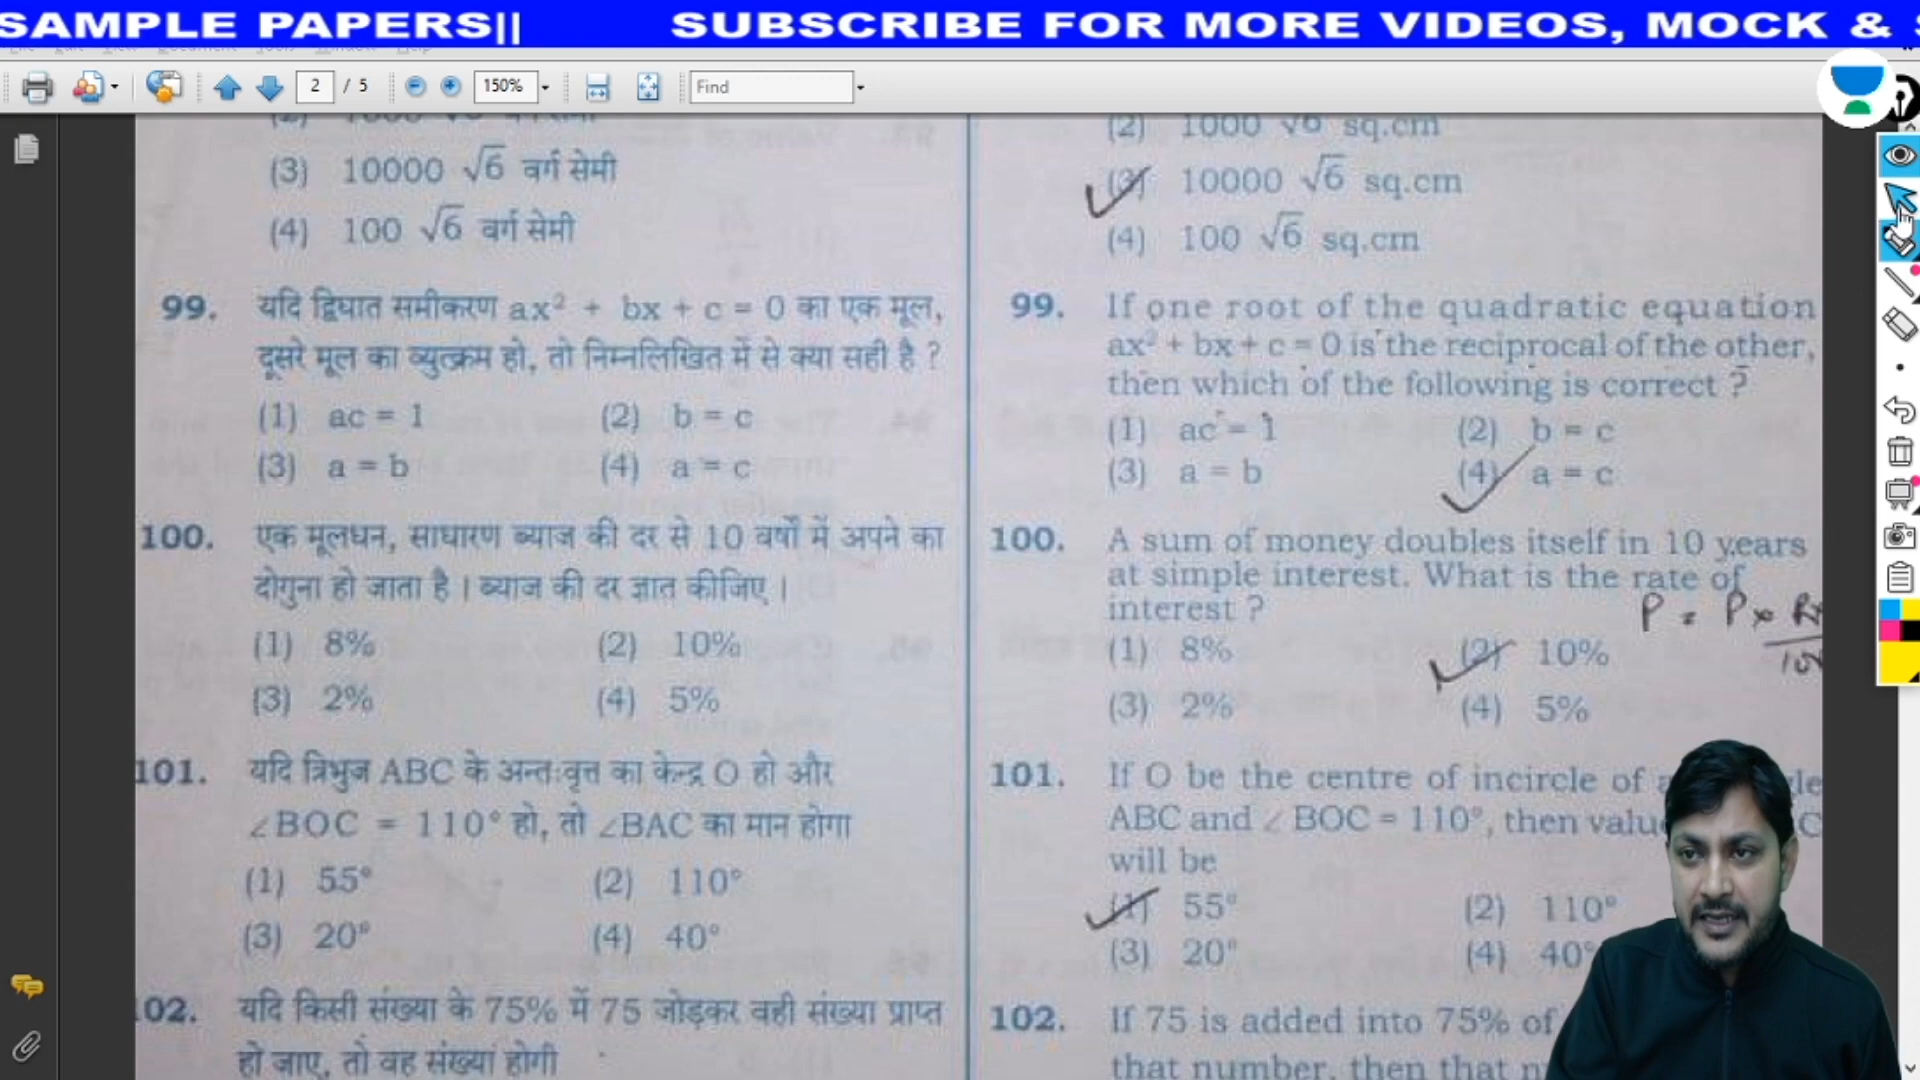 SAMPLE PAPERS|| SUBSCRIBE FOR MORE VIDEOS, MOCK &
2 / 5 150% Find
(3) 10000 √6 वर्ग सेमी
(4) 100 √6 वर्ग सेमी
99. यदि द्विघात समीकरण ax² + bx + c = 0 का एक मूल,
दूसरे मूल का व्युत्क्रम हो, तो निम्नलिखित में से क्या सही है ?
(1) ac = 1 (2) b = c
(3) a = b (4) a = c
100. एक मूलधन, साधारण ब्याज की दर से 10 वर्षों में अपने का
दोगुना हो जाता है । ब्याज की दर ज्ञात कीजिए ।
(1) 8% (2) 10%
(3) 2% (4) 5%
101. यदि त्रिभुज ABC के अन्तःवृत्त का केन्द्र O हो और
∠BOC = 110° हो, तो ∠BAC का मान होगा
(1) 55° (2) 110°
(3) 20° (4) 40°
02. यदि किसी संख्या के 75% में 75 जोड़कर वही संख्या प्राप्त
हो जाए, तो वह संख्या होगी
(2) 1000 √6 sq.cm
(3) 10000 √6 sq.cm
(4) 100 √6 sq.cm
99. If one root of the quadratic equation
ax² + bx + c = 0 is the reciprocal of the other,
then which of the following is correct ?
(1) ac = 1 (2) b = c
(3) a = b (4) a = c
100. A sum of money doubles itself in 10 years
at simple interest. What is the rate of
interest ?
P = P×
(1) 8% (2) 10%
(3) 2% (4) 5%
101. If O be the centre of incircle of
ABC and ∠BOC = 110°, then
will be
(1) 55° (2) 110°
(3) 20° (4) 40°
102. If 75 is added into 75% of
that number, then that